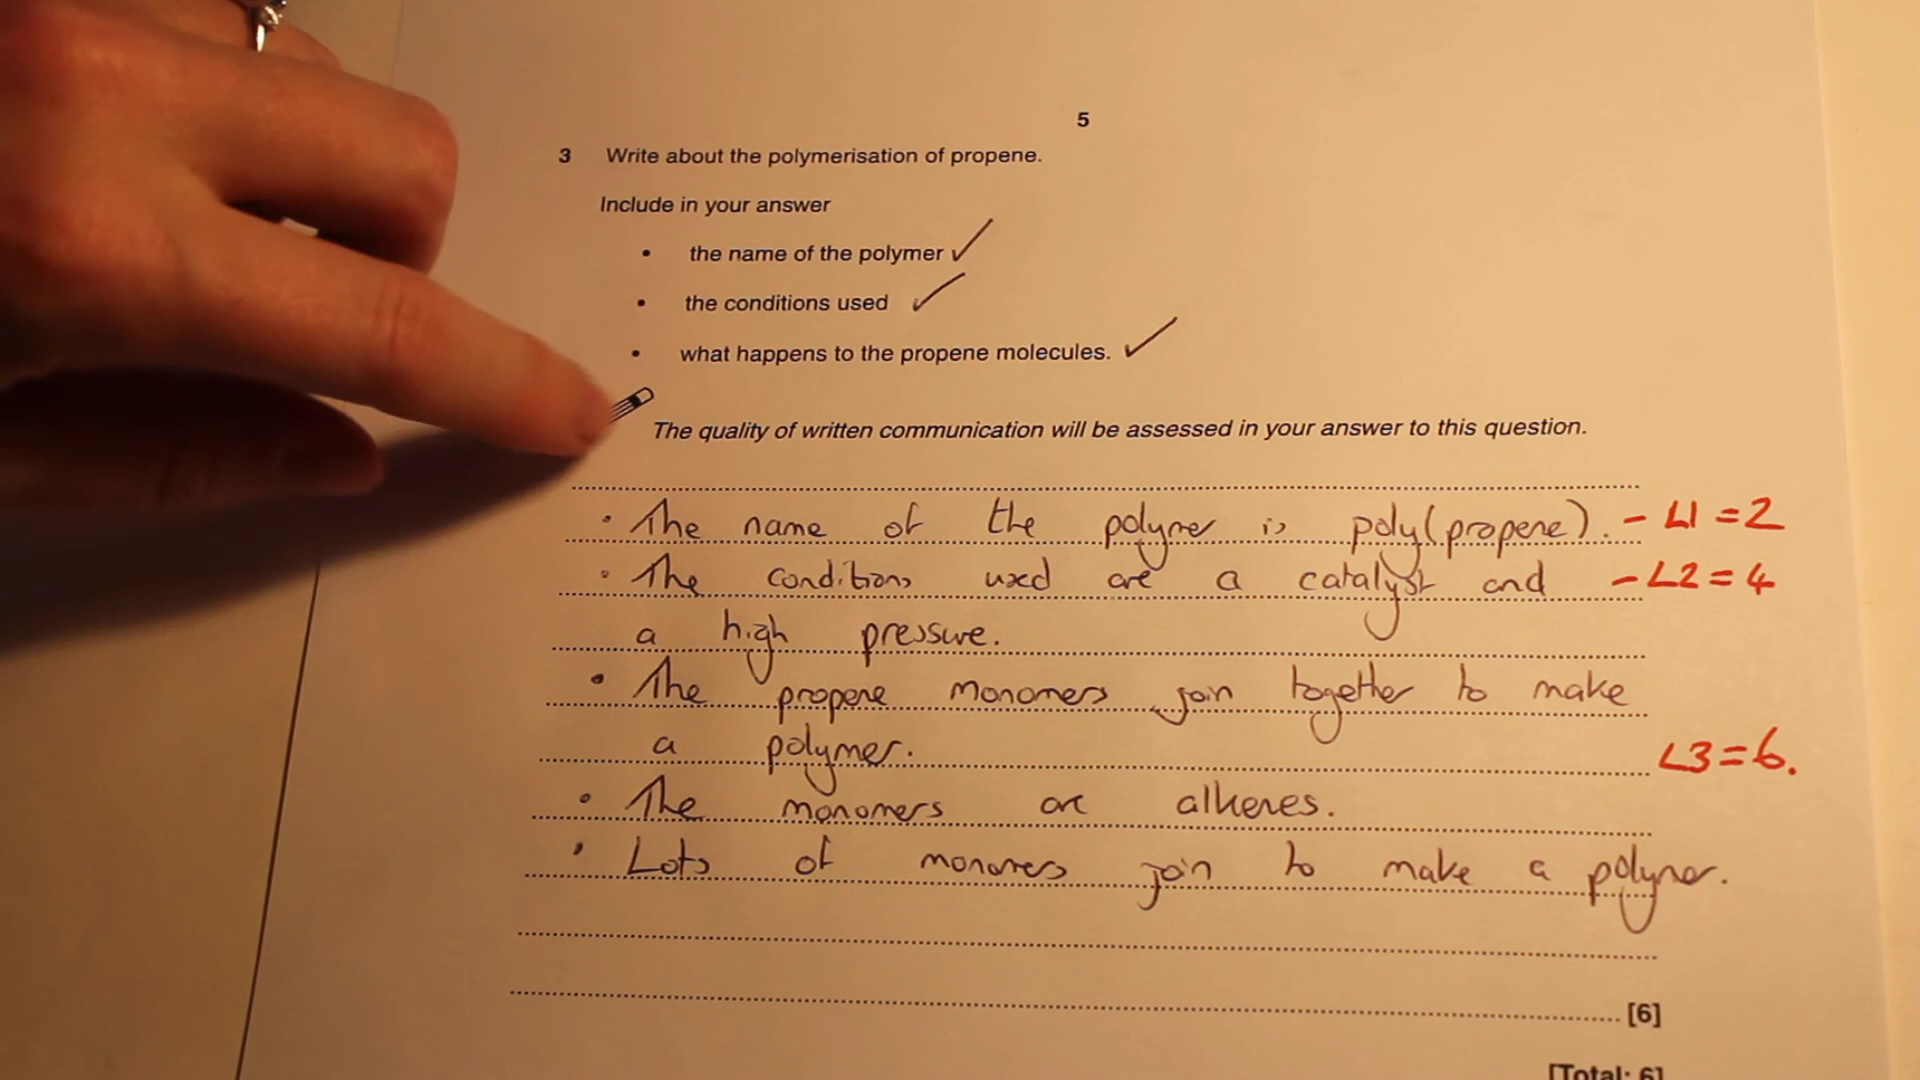 5
3 Write about the polymerisation of propene.
Include in your answer
• the name of the polymer ✓
• the conditions used ✓
• what happens to the propene molecules. ✓
The quality of written communication will be assessed in your answer to this question.
• The name of the polymer is poly(propene). - L1 = 2
• The conditions used are a catalyst and - L2 = 4
a high pressure.
• The propene monomers join together to make
a polymer.
L3 = 6.
• The monomers are alkenes.
• Lots of monomers join to make a polymer.
[6]
[Total: 6]